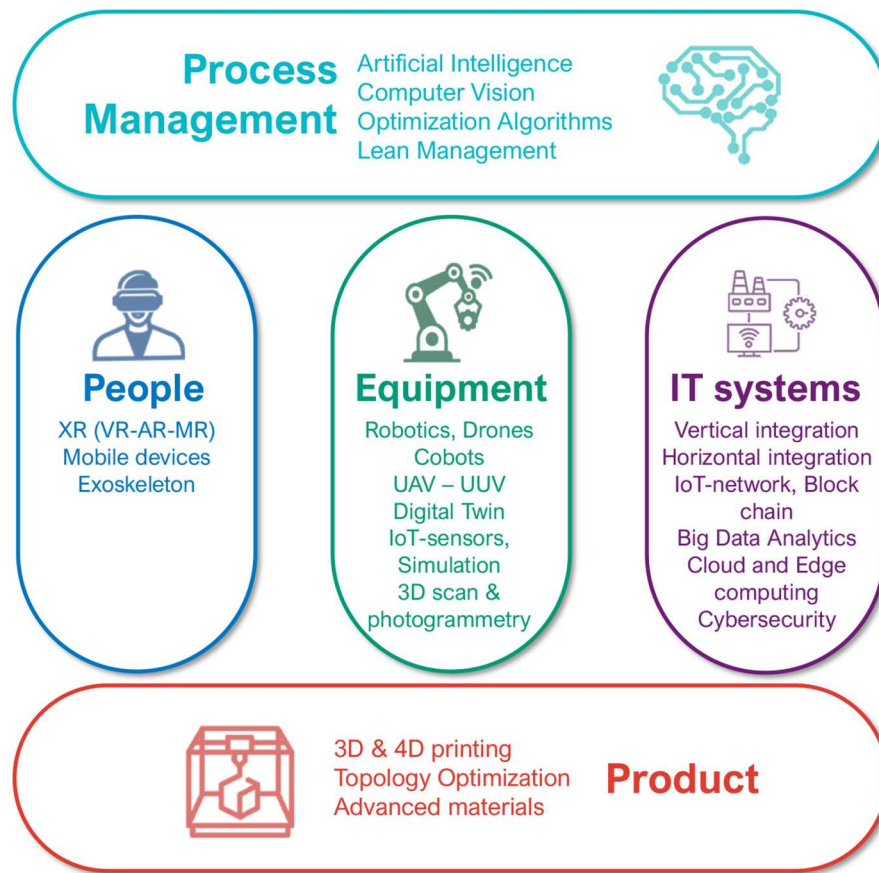 Process
Management
Artificial Intelligence
Computer Vision
Optimization Algorithms
Lean Management
People
XR (VR-AR-MR)
Mobile devices
Exoskeleton
Equipment
Robotics, Drones
Cobots
UAV – UUV
Digital Twin
IoT-sensors,
Simulation
3D scan &
photogrammetry
IT systems
Vertical integration
Horizontal integration
IoT-network, Block
chain
Big Data Analytics
Cloud and Edge
computing
Cybersecurity
3D & 4D printing
Topology Optimization
Advanced materials
Product